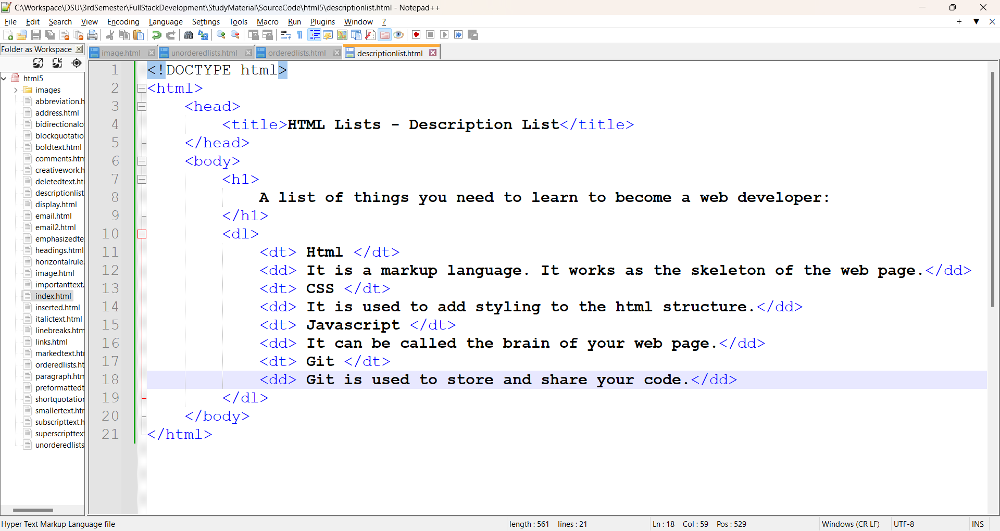 C:\Workspace\DSU\3rdSemester\FullStackDevelopment\StudyMaterial\SourceCode\html5\descriptionlist.html - Notepad++
File Edit Search View Encoding Language Settings Tools Macro Run Plugins Window ?
Folder as Workspace
image.html unorderedlists.html orderedlists.html descriptionlist.html
html5
images
abbreviation.h
address.html
bidirectionalo
blockquotatio
boldtext.html
comments.htm
creativework.h
deletedtext.ht
descriptionlist
display.html
email.html
email2.html
emphasizedte
headings.html
horizontalrule.
image.html
importanttext.
index.html
inserted.html
italictext.html
linebreaks.htm
links.html
markedtext.ht
orderedlists.ht
paragraph.htm
preformattedt
shortquotation
smallertext.htr
subscripttext.h
superscripttext
unorderedlists
1 <!DOCTYPE html>
2 <html>
3 <head>
4 <title>HTML Lists - Description List</title>
5 </head>
6 <body>
7 <h1>
8 A list of things you need to learn to become a web developer:
9 </h1>
10 <dl>
11 <dt> Html </dt>
12 <dd> It is a markup language. It works as the skeleton of the web page.</dd>
13 <dt> CSS </dt>
14 <dd> It is used to add styling to the html structure.</dd>
15 <dt> Javascript </dt>
16 <dd> It can be called the brain of your web page.</dd>
17 <dt> Git </dt>
18 <dd> Git is used to store and share your code.</dd>
19 </dl>
20 </body>
21 </html>
Hyper Text Markup Language file length : 561 lines : 21 Ln : 18 Col : 59 Pos : 529 Windows (CR LF) UTF-8 INS